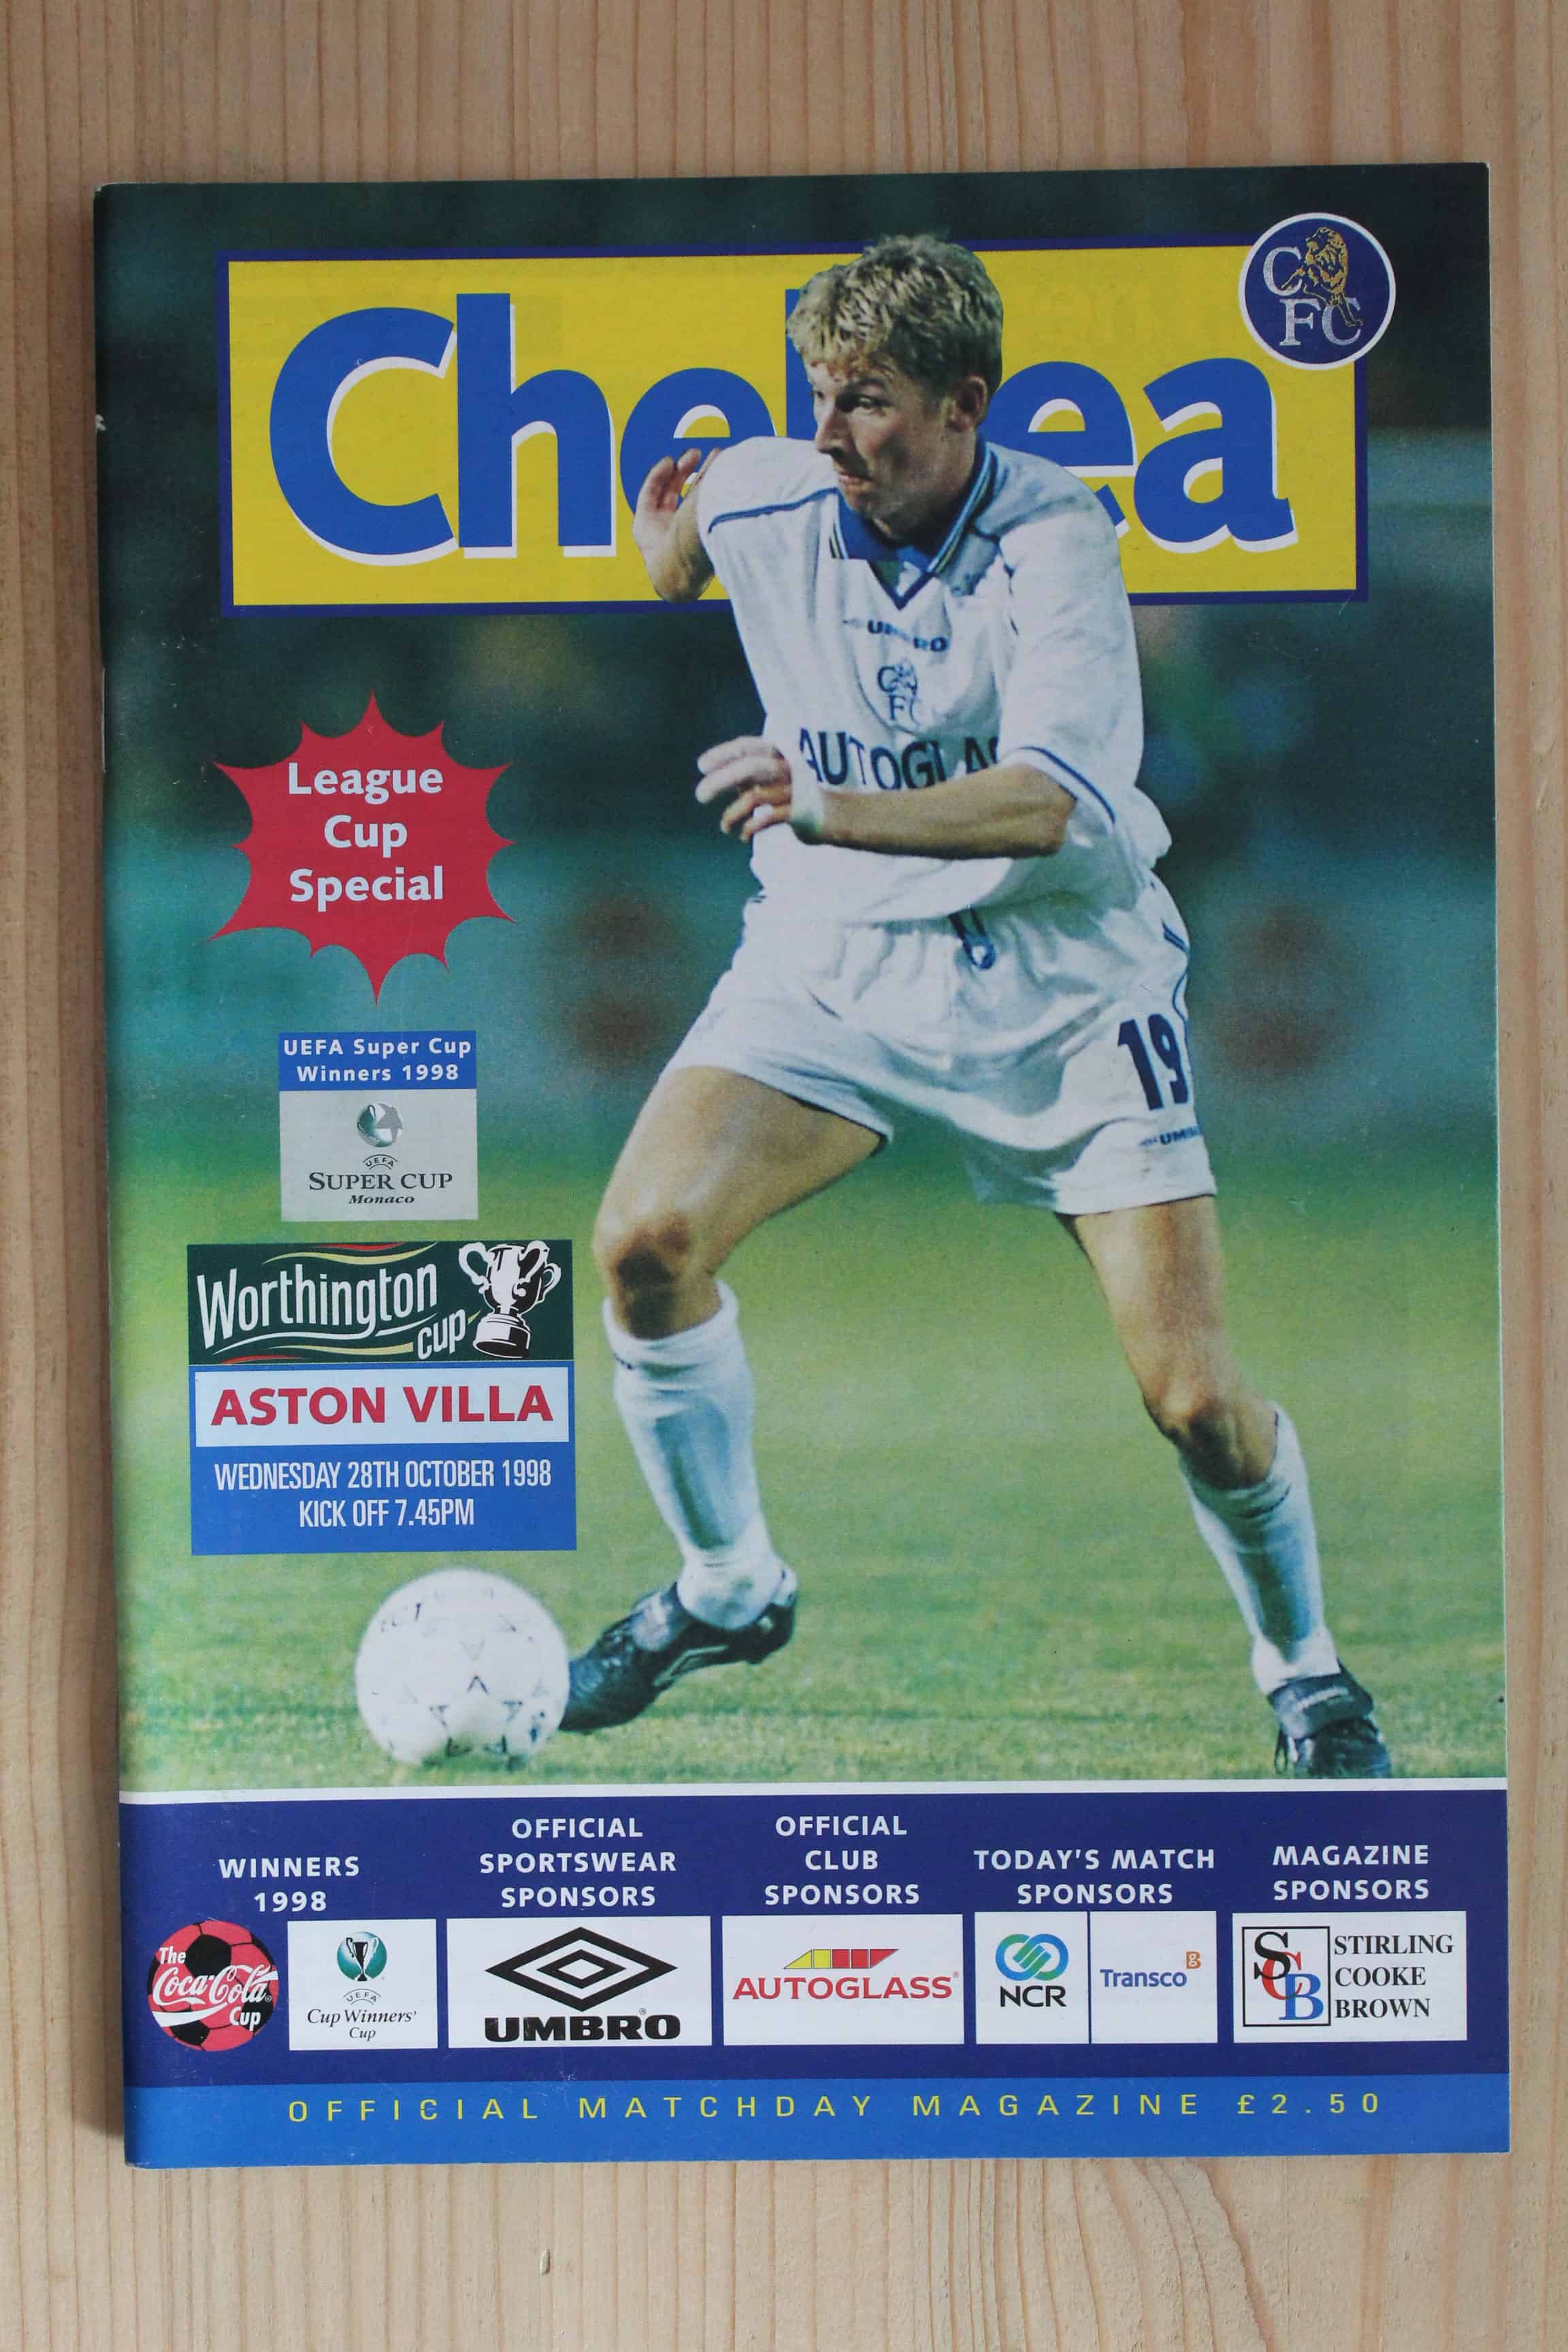 Chelsea
C
FC
UMBRO
C
FC
AUTOGLAS
League
Cup
Special
19
UEFA Super Cup
Winners 1998
UEFA
SUPER CUP
Monaco
Worthington
cup
ASTON VILLA
WEDNESDAY 28TH OCTOBER 1998
KICK OFF 7.45PM
WINNERS
1998
The
Coca-Cola
Cup
UEFA
Cup Winners'
Cup
OFFICIAL
SPORTSWEAR
SPONSORS
UMBRO
OFFICIAL
CLUB
SPONSORS
AUTOGLASS
TODAY'S MATCH
SPONSORS
NCR
Transco
MAGAZINE
SPONSORS
SCB
STIRLING
COOKE
BROWN
OFFICIAL MATCHDAY MAGAZINE £2.50